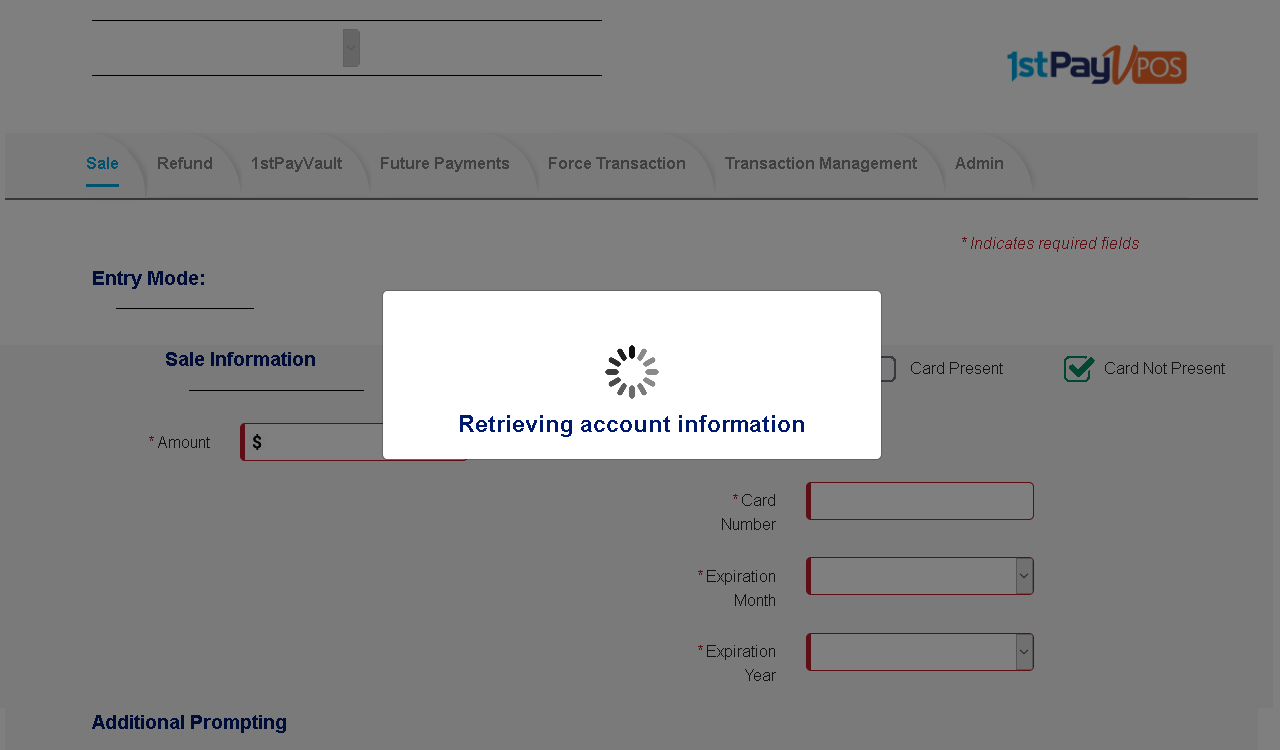 1stPayVPOS
Sale Refund 1stPayVault Future Payments Force Transaction Transaction Management Admin
* Indicates required fields
Entry Mode:
Sale Information
Card Present
Card Not Present
* Amount
$
Retrieving account information
* Card
Number
* Expiration
Month
* Expiration
Year
Additional Prompting